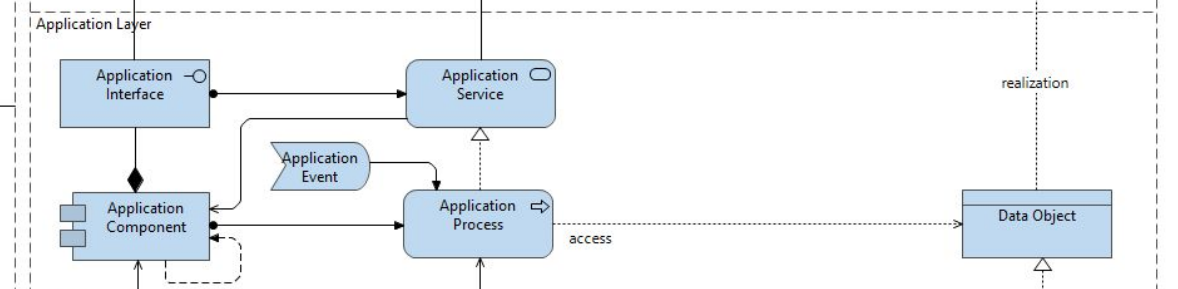 Application Layer
Application
Interface
Application
Service
realization
Application
Event
Application
Component
Application
Process
access
Data Object